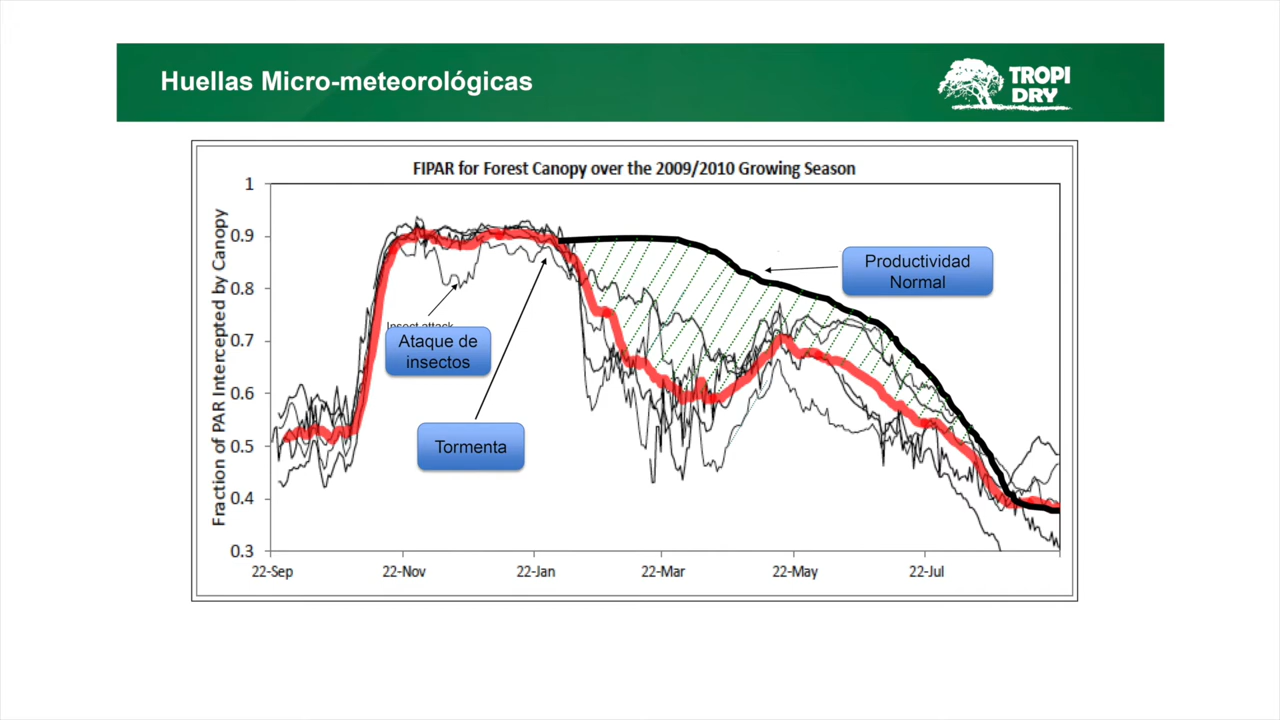 Huellas Micro-meteorológicas
TROPI
DRY
FIPAR for Forest Canopy over the 2009/2010 Growing Season
Fraction of PAR Intercepted by Canopy
1
0.9
0.8
0.7
0.6
0.5
0.4
0.3
22-Sep
22-Nov
22-Jan
22-Mar
22-May
22-Jul
Productividad
Normal
Insect attack
Ataque de
insectos
Tormenta